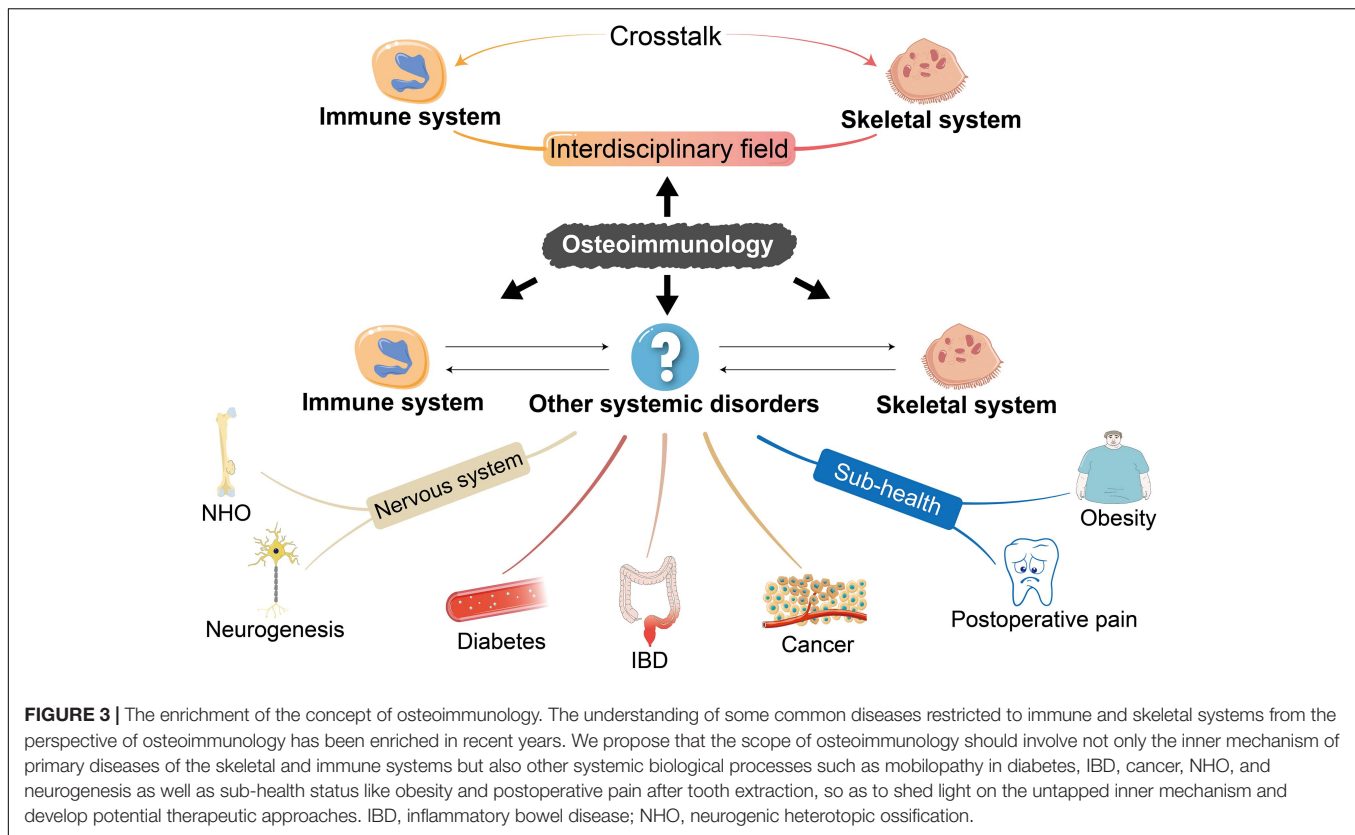 Crosstalk
Immune system
Skeletal system
Interdisciplinary field
Osteoimmunology
?
Immune system
Other systemic disorders
Skeletal system
Nervous system
Sub-health
NHO
Obesity
Neurogenesis
Diabetes
IBD
Cancer
Postoperative pain
FIGURE 3 | The enrichment of the concept of osteoimmunology. The understanding of some common diseases restricted to immune and skeletal systems from the
perspective of osteoimmunology has been enriched in recent years. We propose that the scope of osteoimmunology should involve not only the inner mechanism of
primary diseases of the skeletal and immune systems but also other systemic biological processes such as mobilopathy in diabetes, IBD, cancer, NHO, and
neurogenesis as well as sub-health status like obesity and postoperative pain after tooth extraction, so as to shed light on the untapped inner mechanism and
develop potential therapeutic approaches. IBD, inflammatory bowel disease; NHO, neurogenic heterotopic ossification.